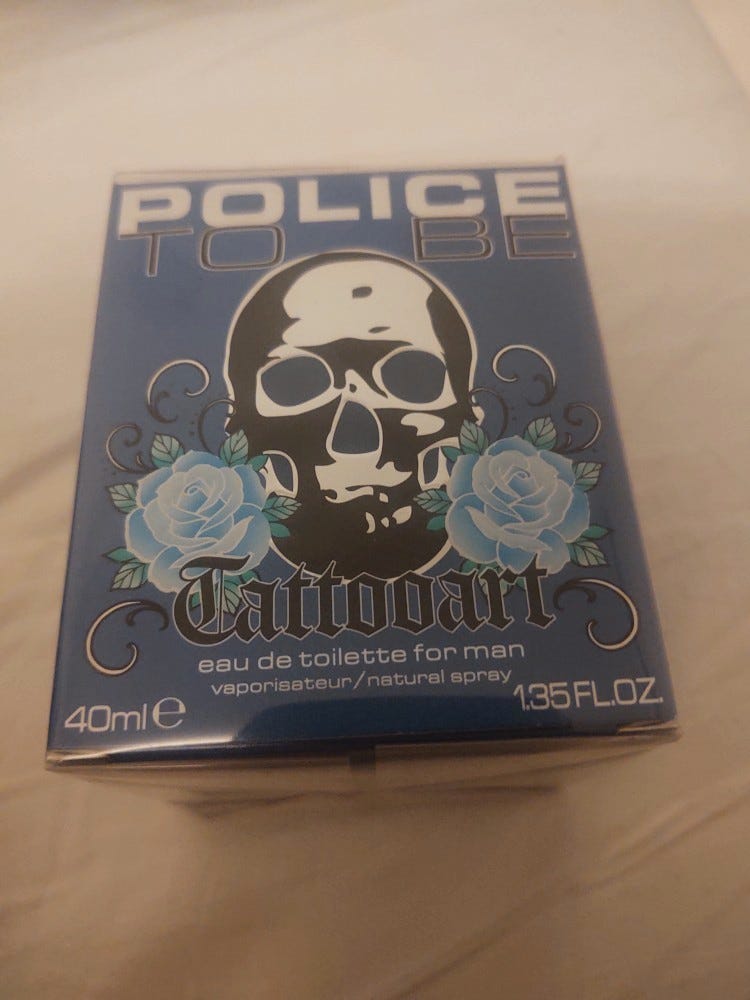 POLICE
TO BE
Tattooart
eau de toilette for man
vaporisateur/natural spray
40ml e
1.35 FL.OZ.